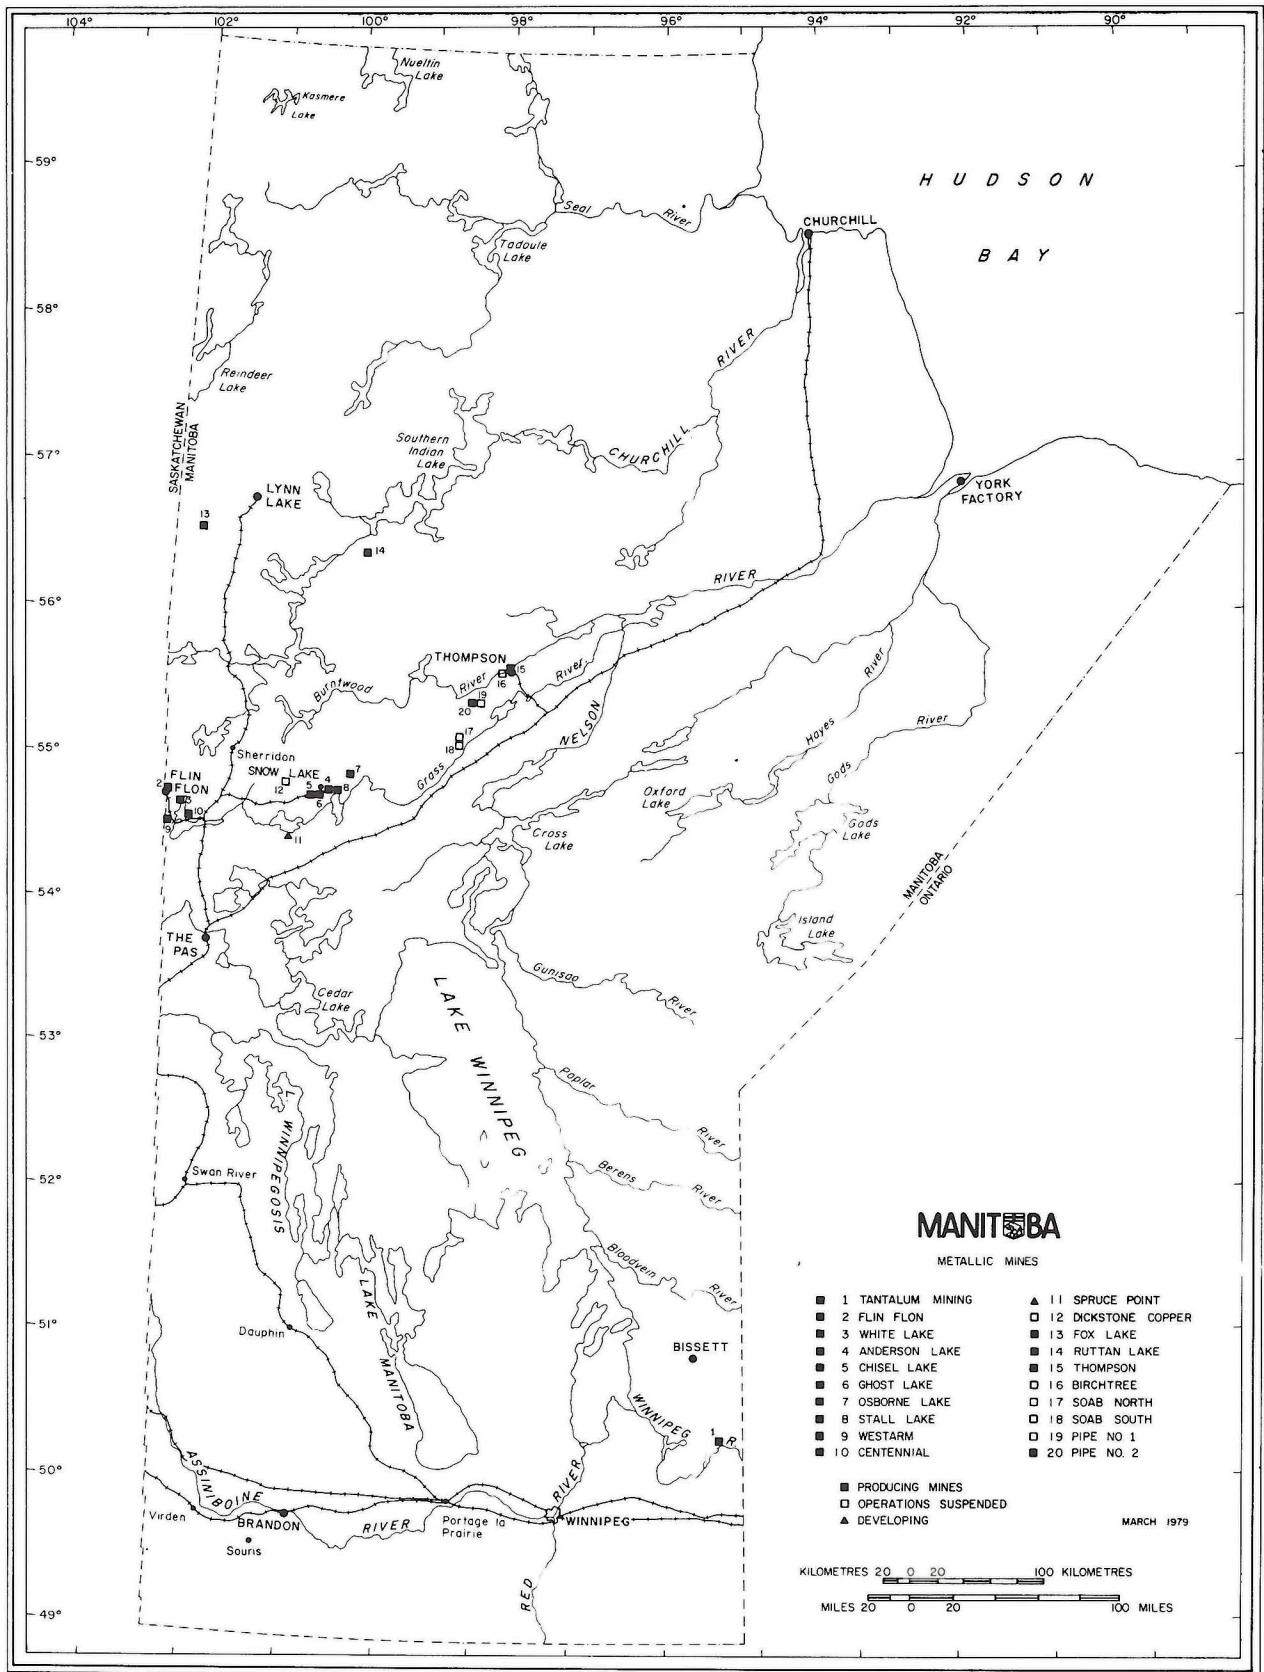 104°
102°
100°
98°
96°
94°
92°
90°
59°
58°
57°
56°
55°
54°
53°
52°
51°
50°
49°
Nueltin
Lake
Kasmere
Lake
HUDSON
BAY
Seal River
CHURCHILL
Tadoule
Lake
Reindeer
Lake
RIVER
CHURCHILL
SASKATCHEWAN
MANITOBA
Southern
Indian
Lake
LYNN
LAKE
13
14
YORK
FACTORY
RIVER
THOMPSON
15
16
River
Burntwood River
19
20
17
18
NELSON
Grass
Hayes River
Gods River
Sherridon
SNOW LAKE
12
4
5
6
7
8
FLIN
FLON
2
3
10
9
11
Oxford
Lake
Gods
Lake
Cross
Lake
MANITOBA
ONTARIO
Island
Lake
THE
PAS
Cedar
Lake
Gunisao River
LAKE WINNIPEG
Poplar River
L. WINNIPEGOSIS
Swan River
Berens River
Bloodvein River
LAKE MANITOBA
Dauphin
BISSETT
WINNIPEG R.
1
ASSINIBOINE RIVER
Virden
BRANDON
Souris
Portage la
Prairie
WINNIPEG
RED RIVER
MANITOBA
METALLIC MINES
1 TANTALUM MINING
2 FLIN FLON
3 WHITE LAKE
4 ANDERSON LAKE
5 CHISEL LAKE
6 GHOST LAKE
7 OSBORNE LAKE
8 STALL LAKE
9 WESTARM
10 CENTENNIAL
11 SPRUCE POINT
12 DICKSTONE COPPER
13 FOX LAKE
14 RUTTAN LAKE
15 THOMPSON
16 BIRCHTREE
17 SOAB NORTH
18 SOAB SOUTH
19 PIPE NO 1
20 PIPE NO. 2
PRODUCING MINES
OPERATIONS SUSPENDED
DEVELOPING
MARCH 1979
KILOMETRES 20 0 20 100 KILOMETRES
MILES 20 0 20 100 MILES